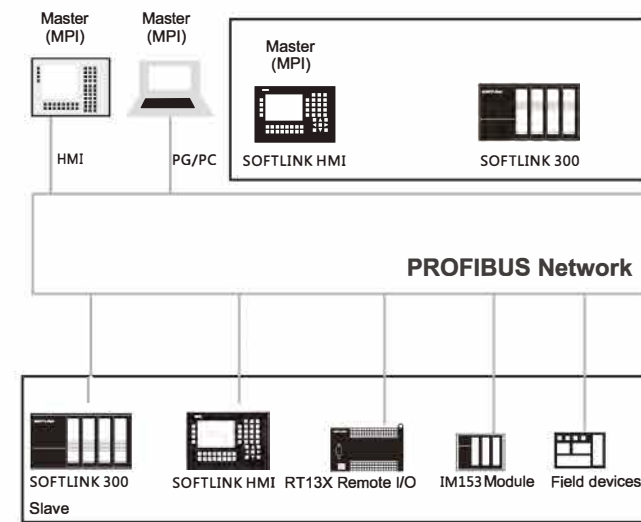 Master
(MPI)
Master
(MPI)
Master
(MPI)
HMI
PG/PC
SOFTLINK HMI
SOFTLINK 300
PROFIBUS Network
SOFTLINK 300
SOFTLINK HMI
RT13X Remote I/O
IM153 Module
Field devices
Slave